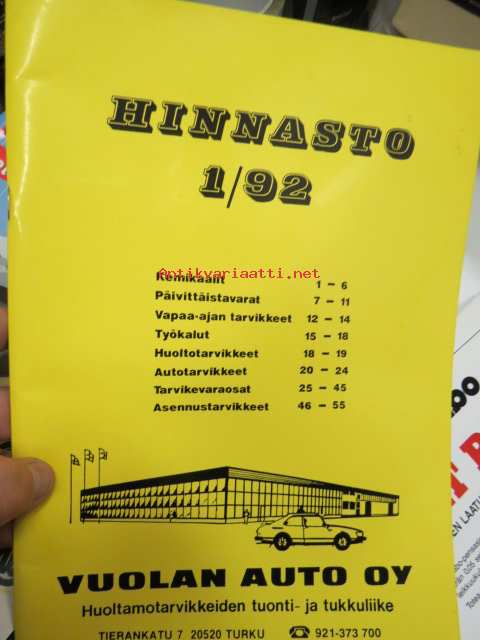 HINNASTO
1/92
Antikvariaatti.net
Kemikaalit 1 – 6
Päivittäistavarat 7 – 11
Vapaa-ajan tarvikkeet 12 – 14
Työkalut 15 – 18
Huoltotarvikkeet 18 – 19
Autotarvikkeet 20 – 24
Tarvikevaraosat 25 – 45
Asennustarvikkeet 46 – 55
VUOLAN AUTO OY
Huoltamotarvikkeiden tuonti- ja tukkuliike
TIERANKATU 7 20520 TURKU ☎ 921-373 700